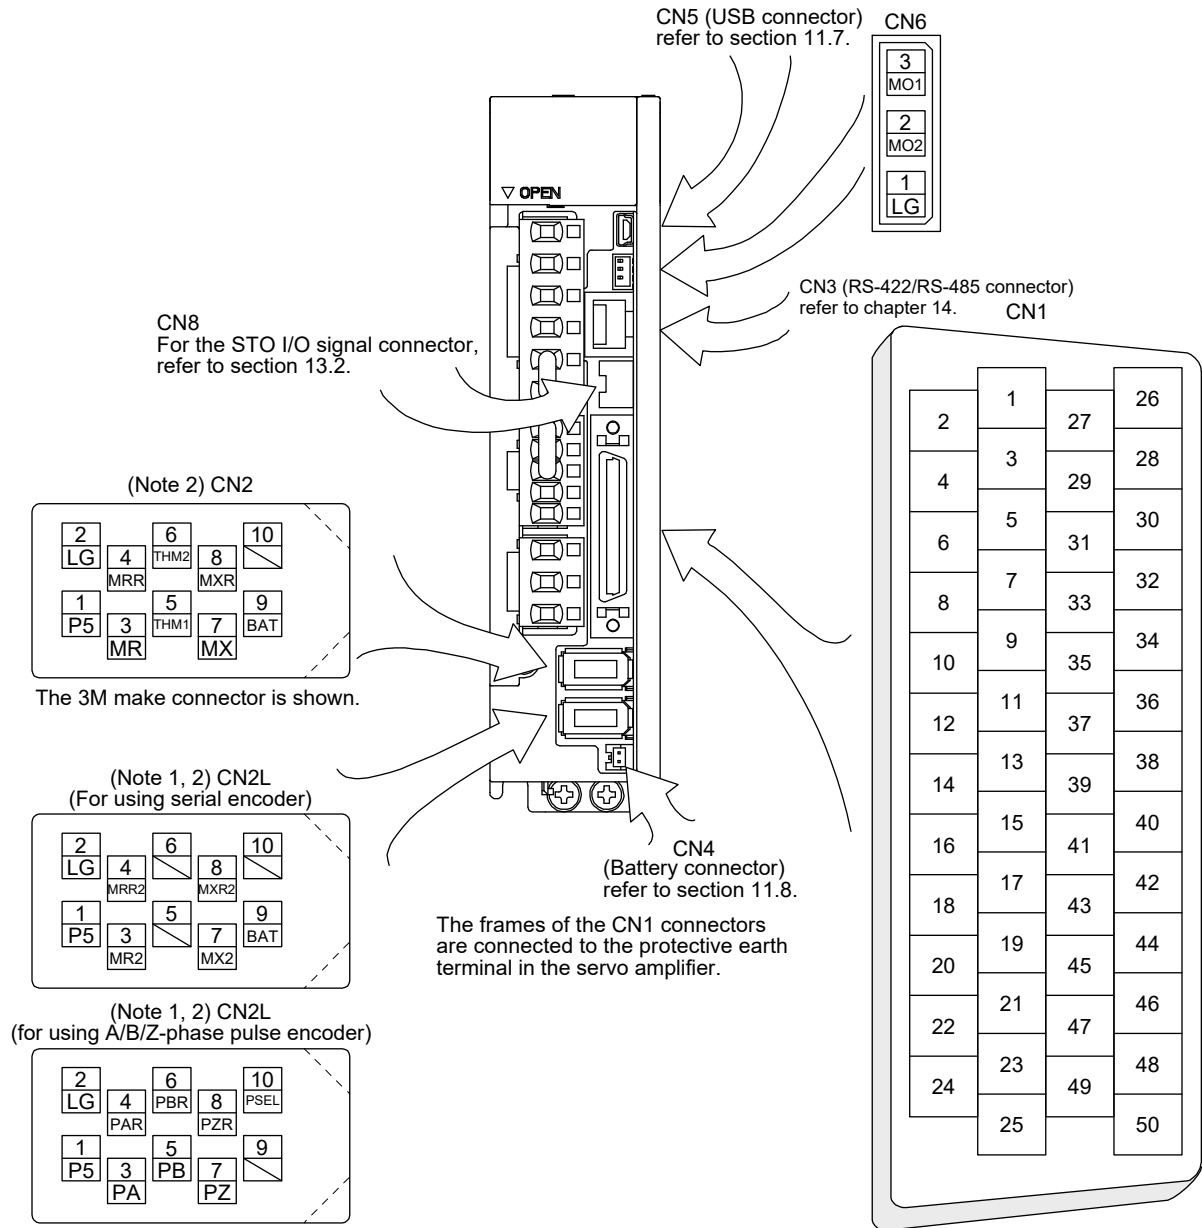 CN5 (USB connector)
refer to section 11.7.
CN6
3
MO1
2
MO2
1
LG
OPEN
CN3 (RS-422/RS-485 connector)
refer to chapter 14.
CN8
For the STO I/O signal connector,
refer to section 13.2.
CN1
1
26
2
27
3
28
4
29
5
30
6
31
7
32
8
33
9
34
10
35
11
36
12
37
13
38
14
39
15
40
16
41
17
42
18
43
19
44
20
45
21
46
22
47
23
48
24
49
25
50
(Note 2) CN2
2
LG
4
MRR
6
THM2
8
MXR
10
1
P5
3
MR
5
THM1
7
MX
9
BAT
The 3M make connector is shown.
(Note 1, 2) CN2L
(For using serial encoder)
2
LG
4
MRR2
6
8
MXR2
10
1
P5
3
MR2
5
7
MX2
9
BAT
CN4
(Battery connector)
refer to section 11.8.
The frames of the CN1 connectors
are connected to the protective earth
terminal in the servo amplifier.
(Note 1, 2) CN2L
(for using A/B/Z-phase pulse encoder)
2
LG
4
PAR
6
PBR
8
PZR
10
PSEL
1
P5
3
PA
5
PB
7
PZ
9